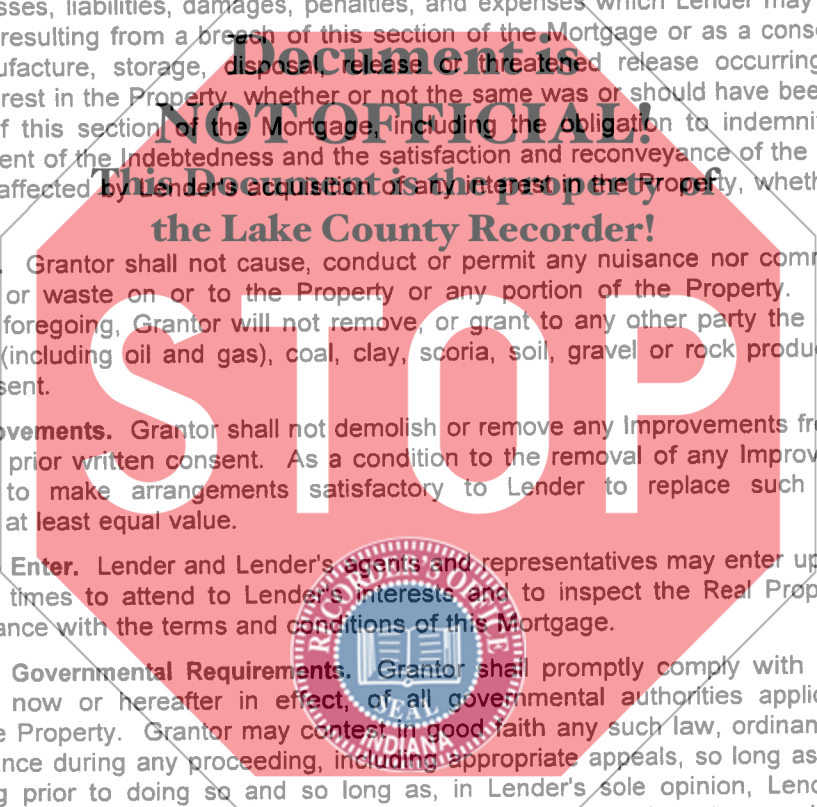 sses, liabilities, damages, penalties, and expenses which Lender may
resulting from a breach of this section of the Mortgage or as a cons
Document is
ufacture, storage, disposal, release or threatened release occurring
rest in the Property, whether or not the same was or should have bee
NOT OFFICIAL!
f this section of the Mortgage, including the obligation to indemni
ent of the Indebtedness and the satisfaction and reconveyance of the
This Document is the property of
affected by Lender's acquisition of any interest in the Property, wheth
the Lake County Recorder!
Grantor shall not cause, conduct or permit any nuisance nor com
or waste on or to the Property or any portion of the Property.
foregoing, Grantor will not remove, or grant to any other party the
(including oil and gas), coal, clay, scoria, soil, gravel or rock produ
sent.
STOP
ovements. Grantor shall not demolish or remove any Improvements fr
prior written consent. As a condition to the removal of any Improv
to make arrangements satisfactory to Lender to replace such
at least equal value.
Enter. Lender and Lender's agents and representatives may enter up
times to attend to Lender's interests and to inspect the Real Prop
ance with the terms and conditions of this Mortgage.
RECORDER'S OFFICE
SEAL
INDIANA
Governmental Requirements. Grantor shall promptly comply with
now or hereafter in effect, of all governmental authorities applic
e Property. Grantor may contest in good faith any such law, ordinan
ance during any proceeding, including appropriate appeals, so long as
g prior to doing so and so long as, in Lender's sole opinion, Lend